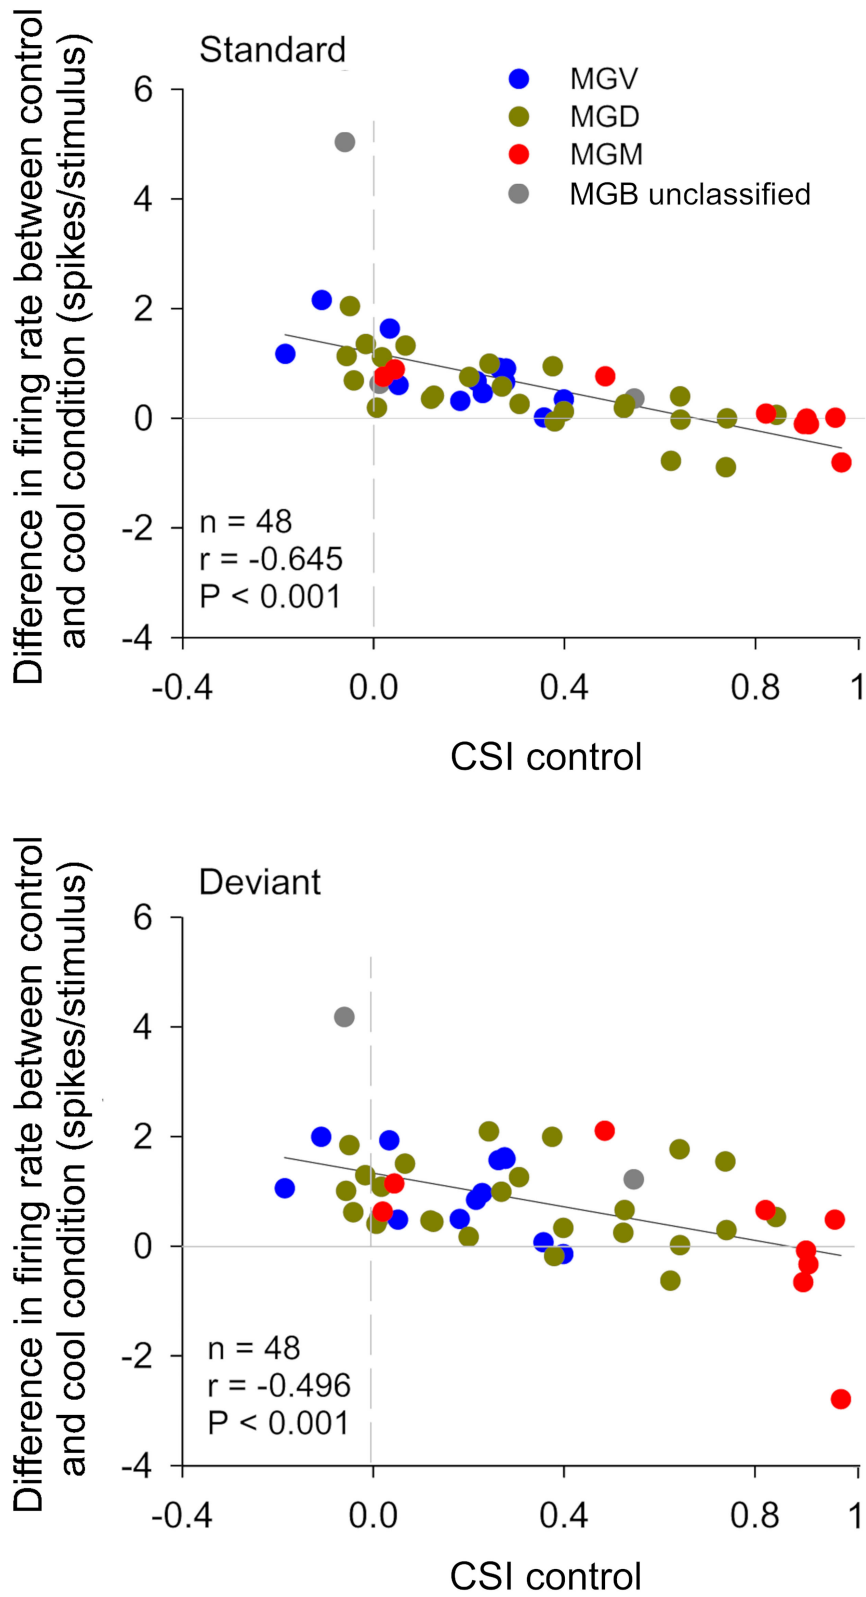 Standard
MGV
MGD
MGM
MGB unclassified
Difference in firing rate between control
and cool condition (spikes/stimulus)
6
4
2
0
-2
-4
n = 48
r = -0.645
P < 0.001
-0.4 0.0 0.4 0.8 1
CSI control
Deviant
Difference in firing rate between control
and cool condition (spikes/stimulus)
6
4
2
0
-2
-4
n = 48
r = -0.496
P < 0.001
-0.4 0.0 0.4 0.8 1
CSI control